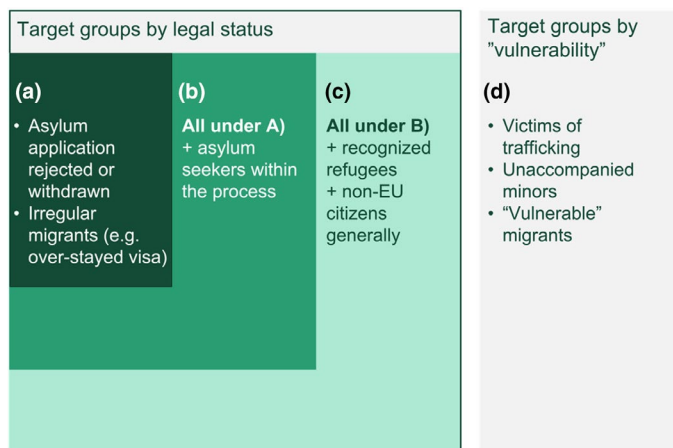 Target groups by legal status
(a)
• Asylum
application
rejected or
withdrawn
• Irregular
migrants (e.g.
over-stayed visa)
(b)
All under A)
+ asylum
seekers within
the process
(c)
All under B)
+ recognized
refugees
+ non-EU
citizens
generally
Target groups by
”vulnerability”
(d)
• Victims of
trafficking
• Unaccompanied
minors
• “Vulnerable”
migrants